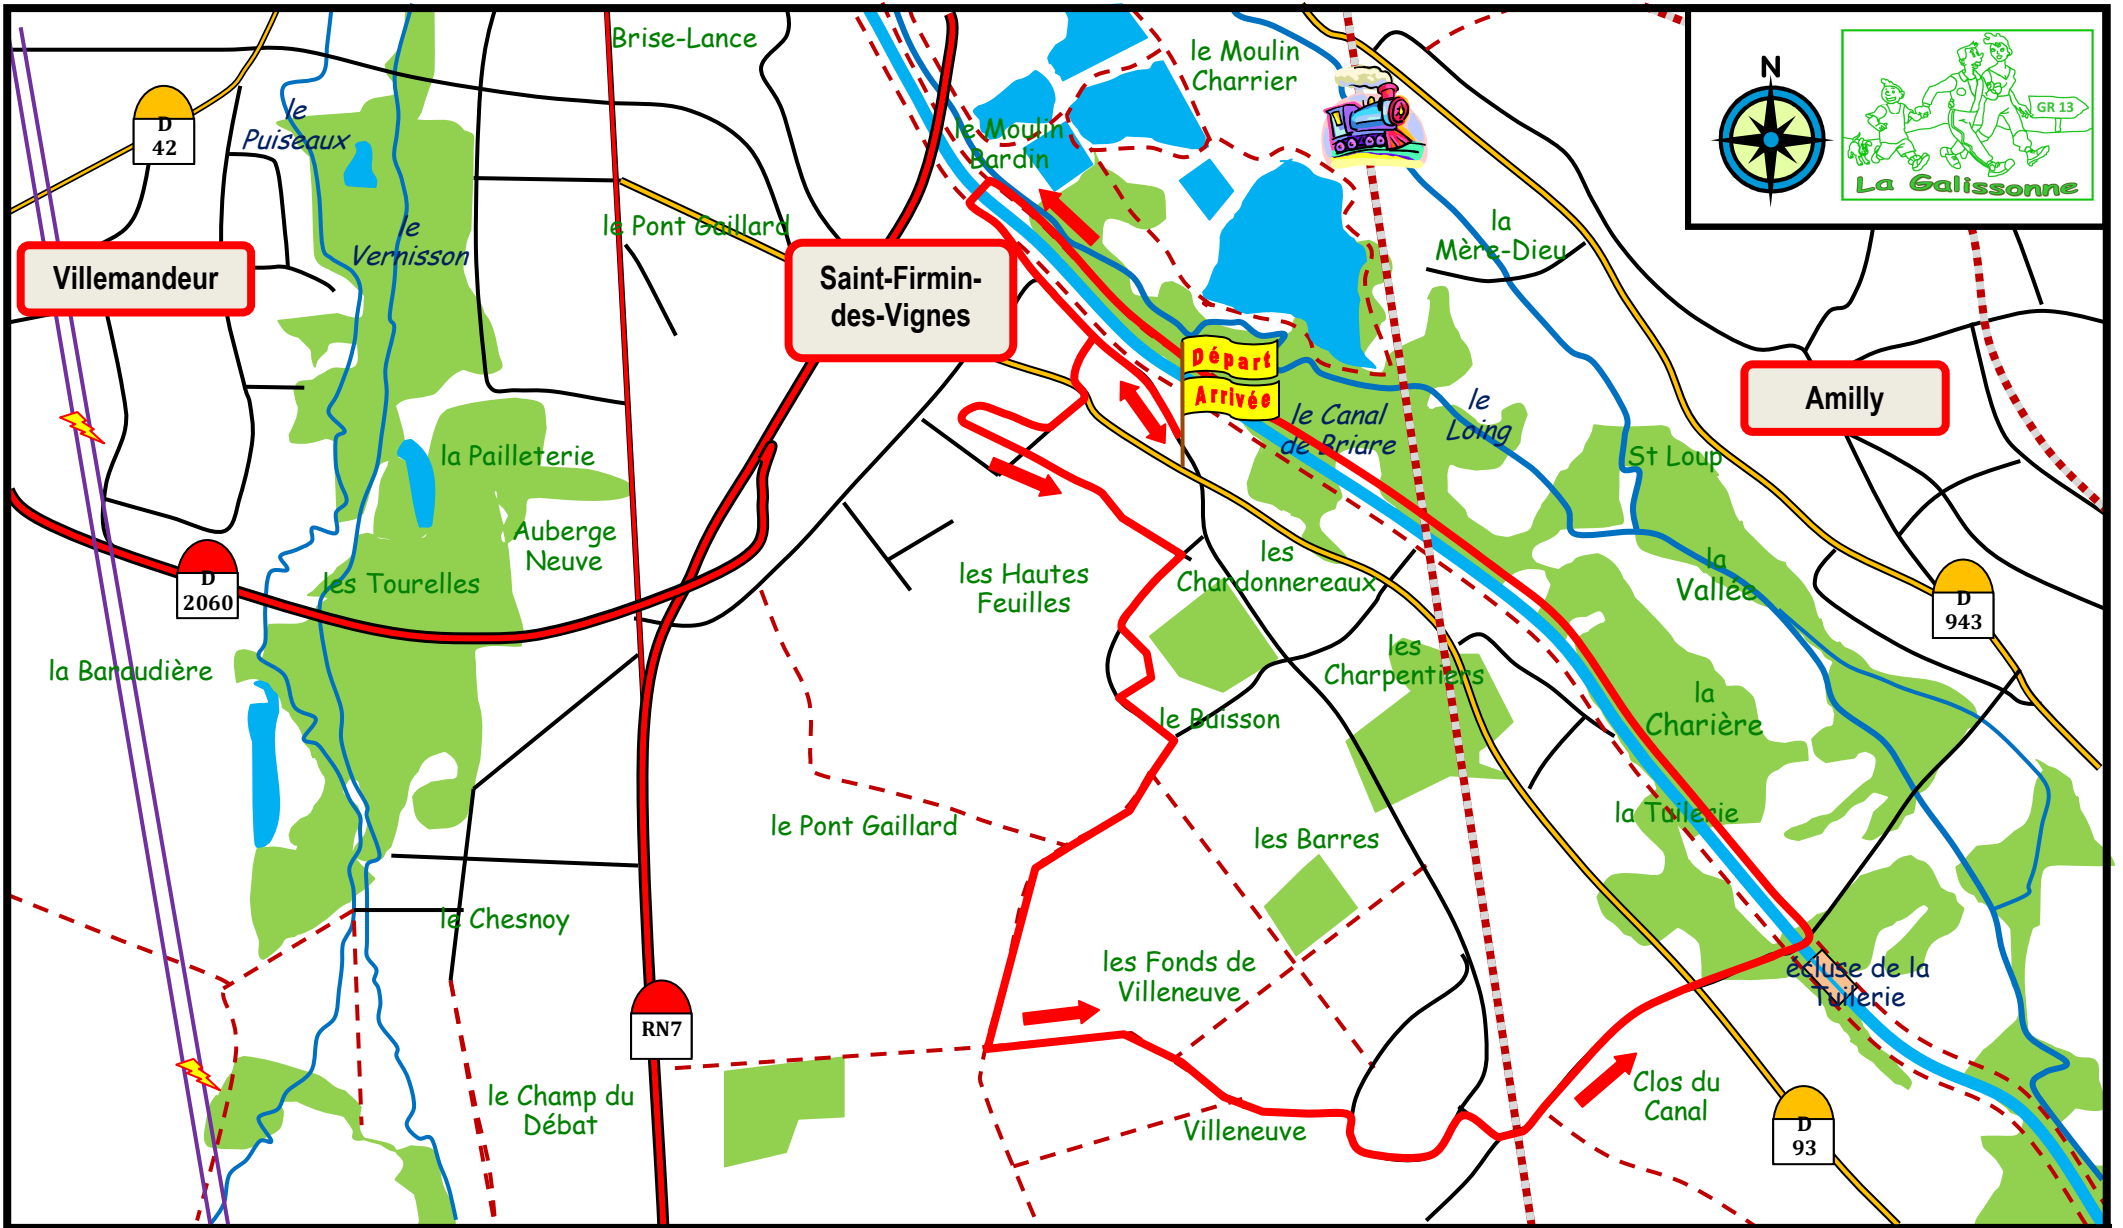 Brise-Lance
le Moulin
Charrier
N
GR 13
La Galissonne
D
42
le
Puiseaux
le Moulin
Bardin
le
Vernisson
le Pont Gaillard
la
Mère-Dieu
Villemandeur
Saint-Firmin-
des-Vignes
Départ
Arrivée
Amilly
le Canal
de Briare
le
Loing
la Pailleterie
St Loup
Auberge
Neuve
les Tourelles
D
2060
les Hautes
Feuilles
les
Chardonnereaux
la
Vallée
D
943
la Baraudière
les
Charpentiers
le Buisson
la
Charière
le Pont Gaillard
les Barres
la Tuilerie
le Chesnoy
les Fonds de
Villeneuve
écluse de la
Tuilerie
RN7
le Champ du
Débat
Villeneuve
Clos du
Canal
D
93